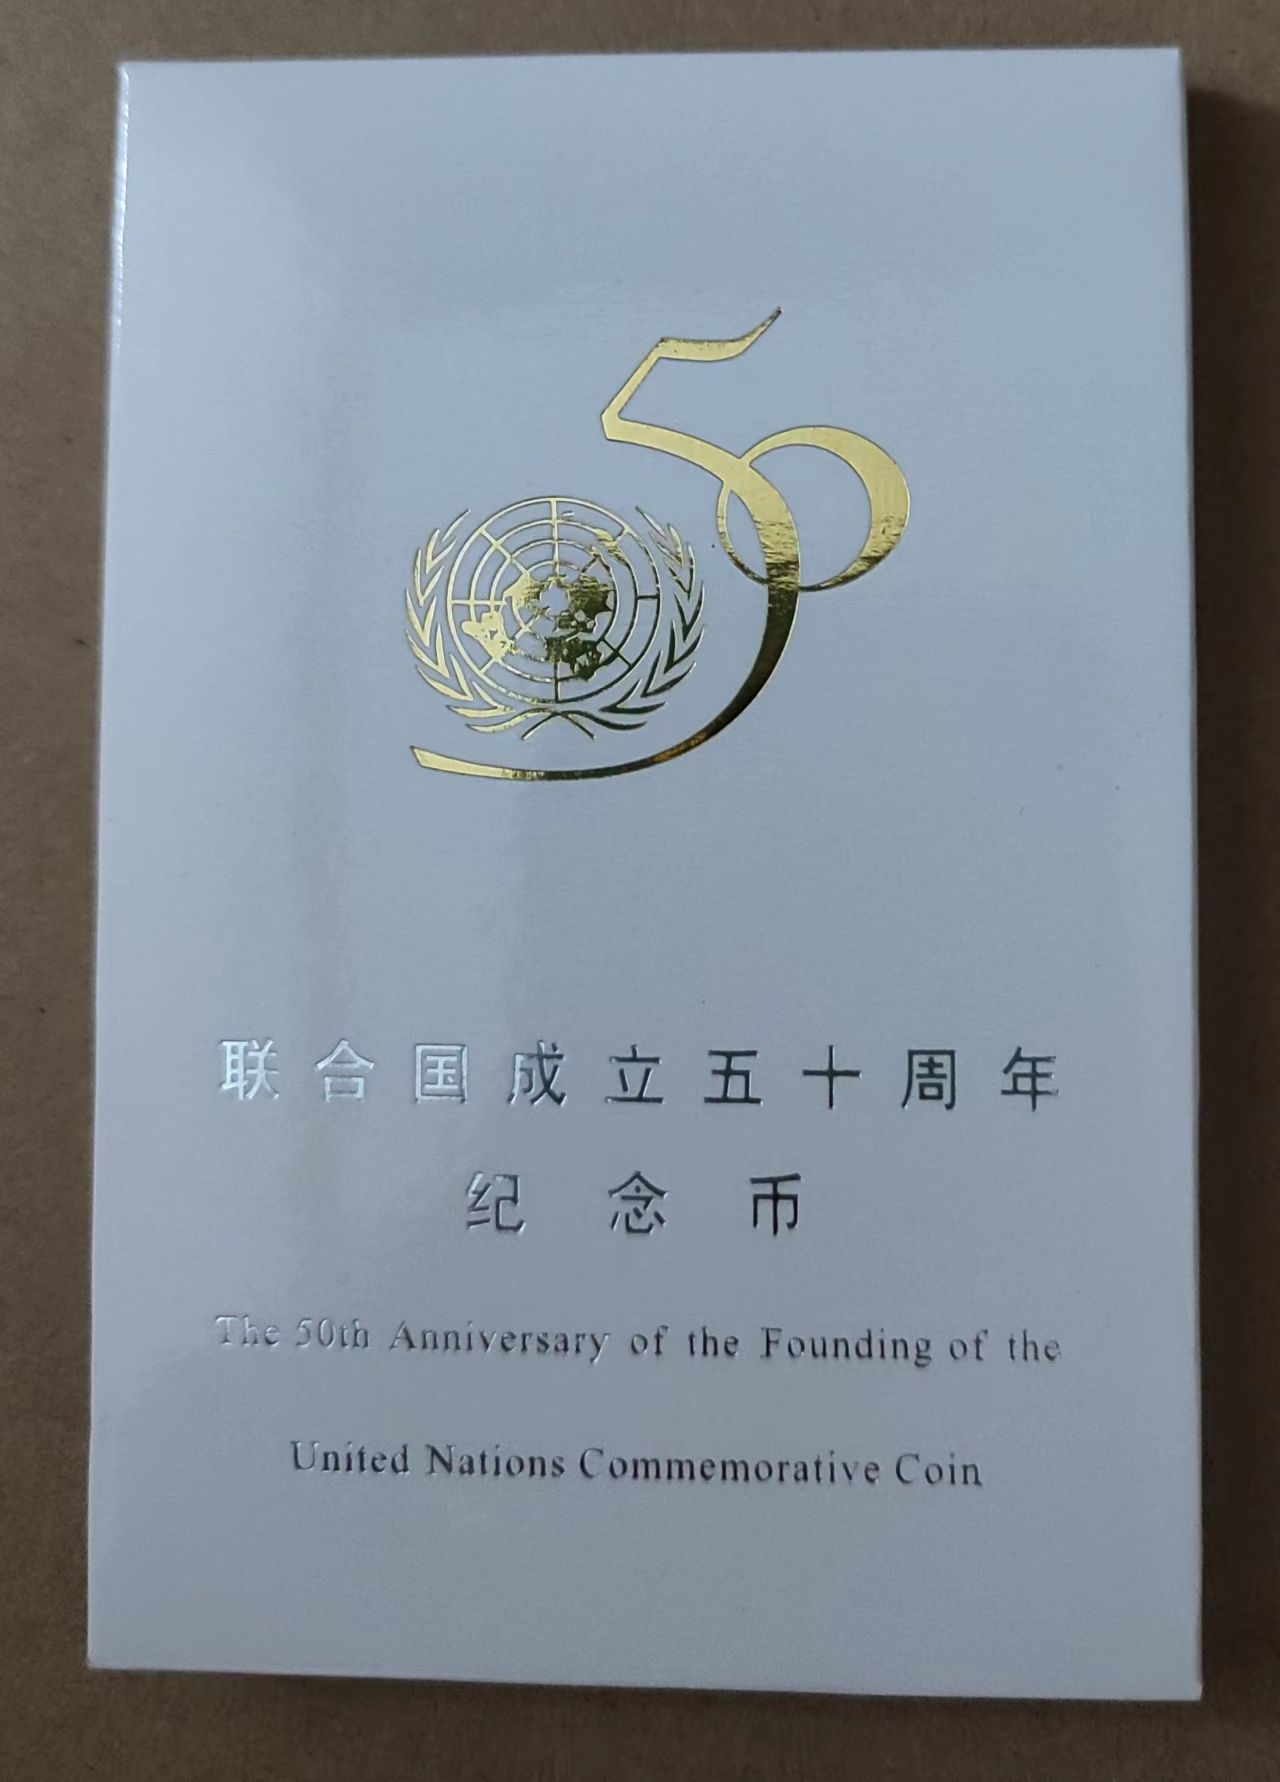 50
联合国成立五十周年
纪念币
The 50th Anniversary of the Founding of the
United Nations Commemorative Coin